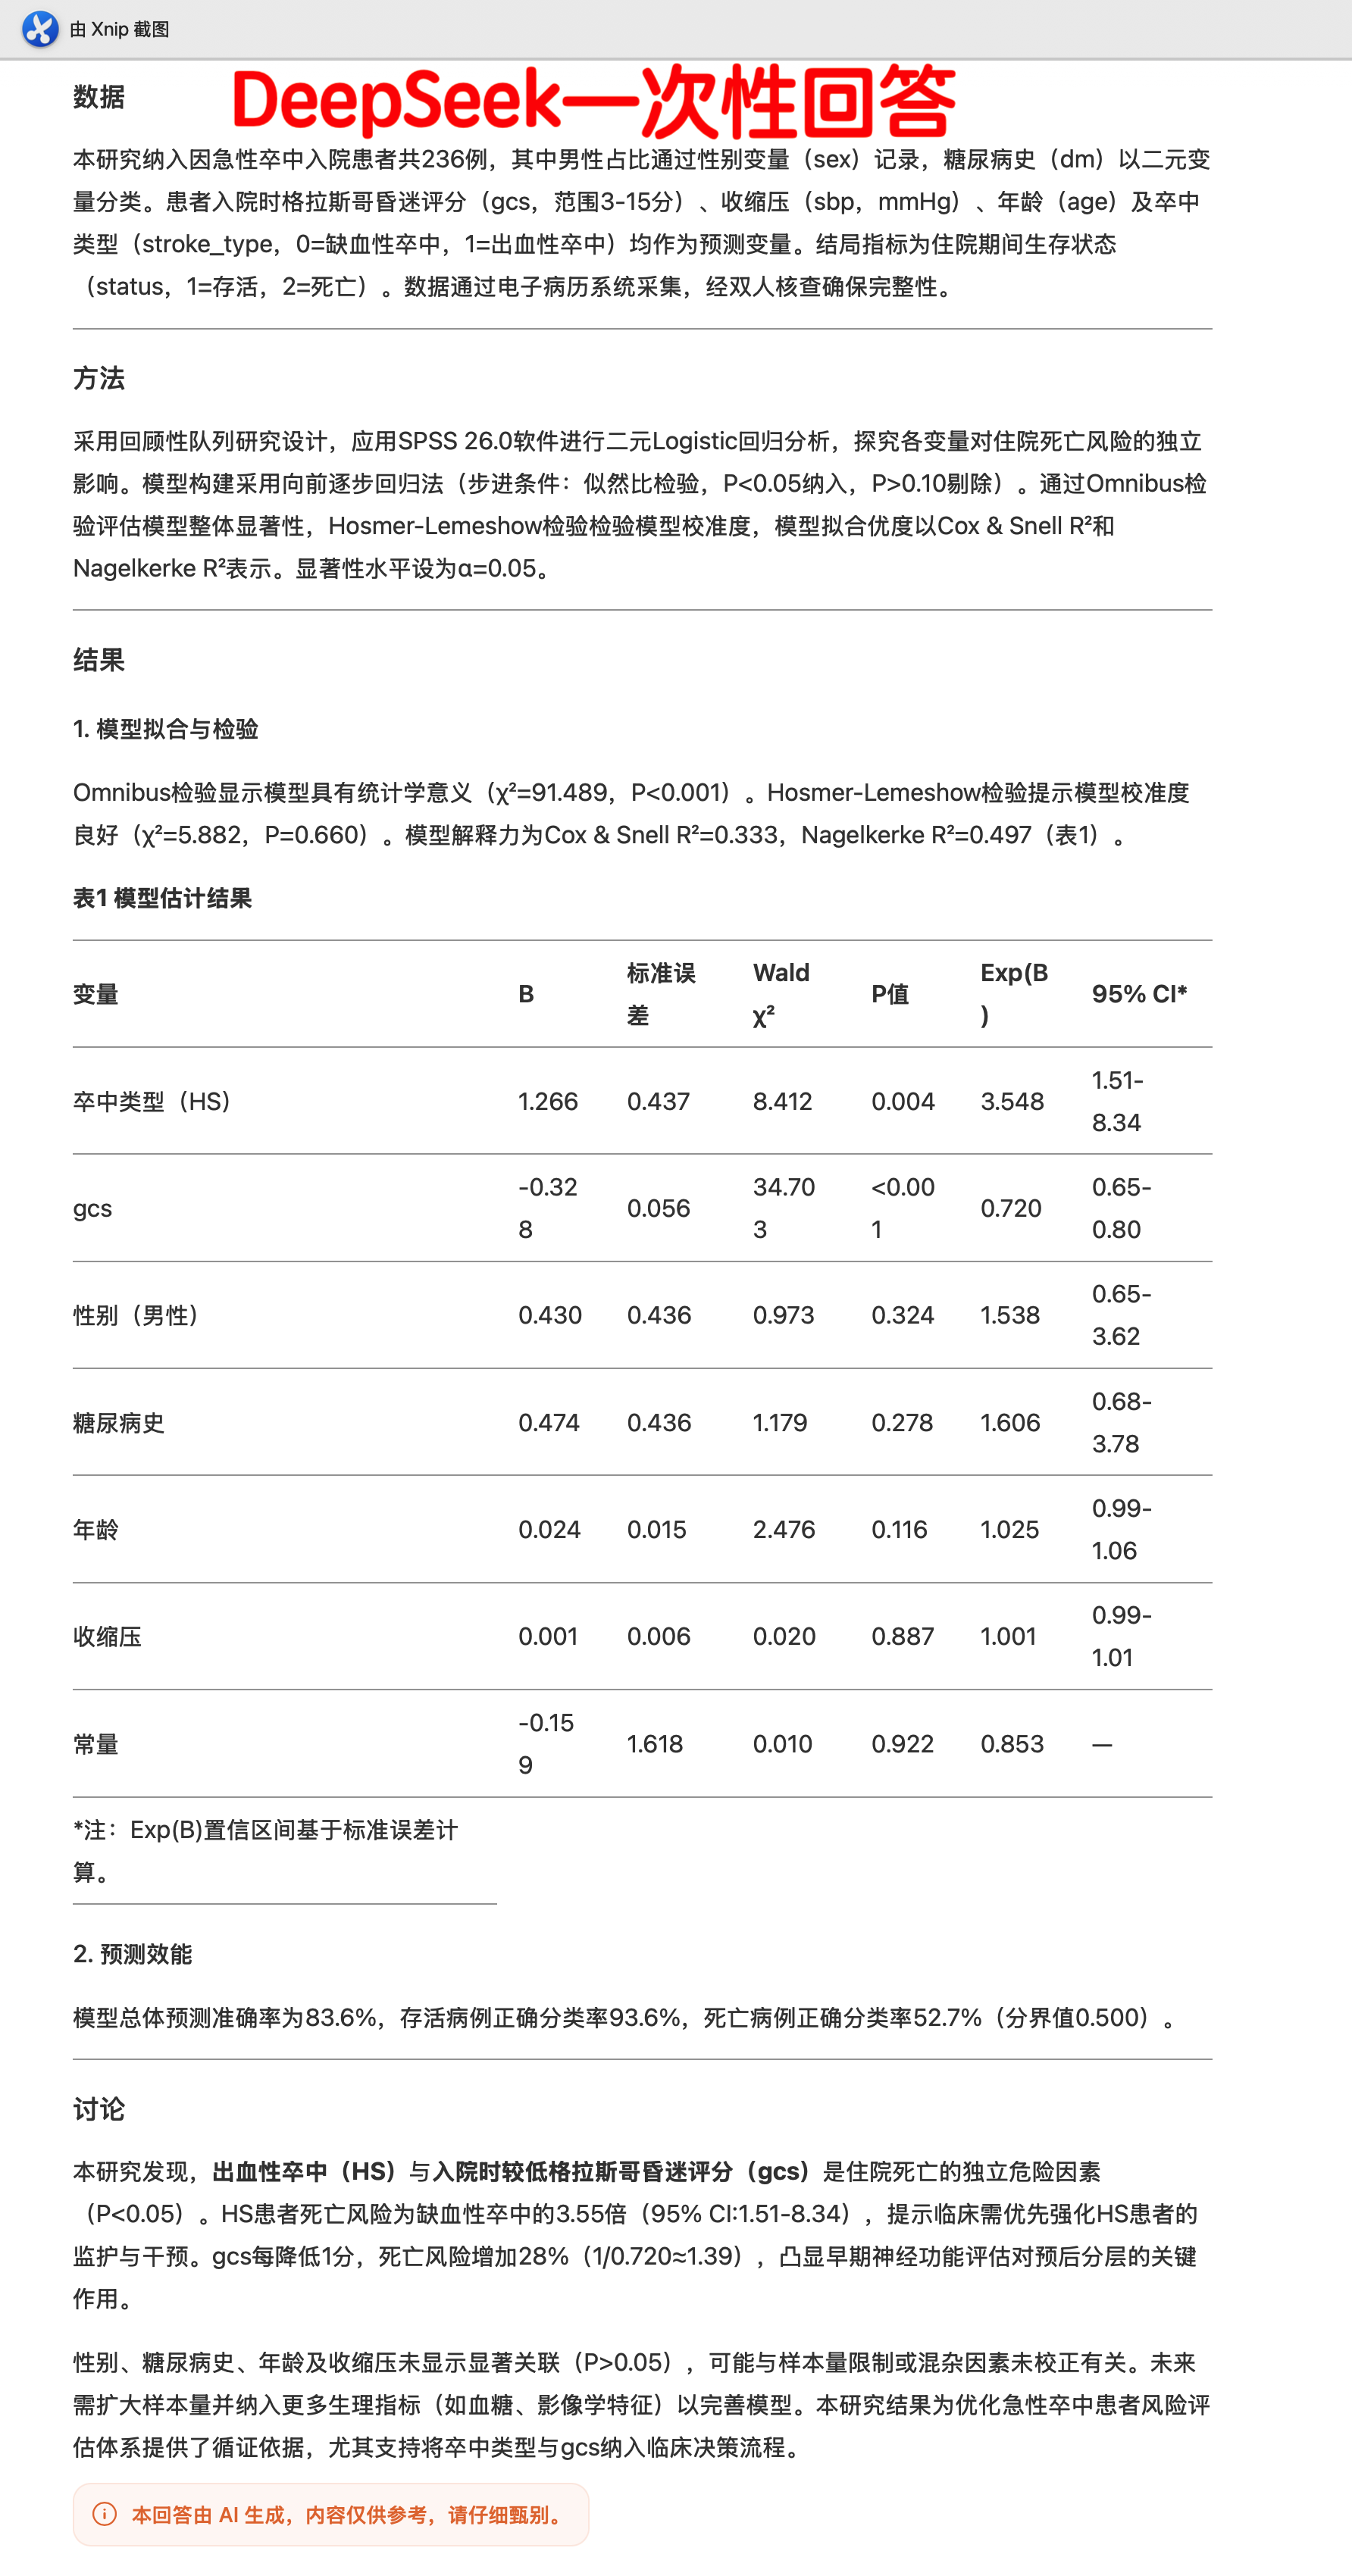 由 Xnip 截图
数据
DeepSeek一次性回答
本研究纳入因急性卒中入院患者共236例，其中男性占比通过性别变量（sex）记录，糖尿病史（dm）以二元变
量分类。患者入院时格拉斯哥昏迷评分（gcs，范围3-15分）、收缩压（sbp，mmHg）、年龄（age）及卒中
类型（stroke_type，0=缺血性卒中，1=出血性卒中）均作为预测变量。结局指标为住院期间生存状态
（status，1=存活，2=死亡）。数据通过电子病历系统采集，经双人核查确保完整性。
方法
采用回顾性队列研究设计，应用SPSS 26.0软件进行二元Logistic回归分析，探究各变量对住院死亡风险的独立
影响。模型构建采用向前逐步回归法（步进条件：似然比检验，P<0.05纳入，P>0.10剔除）。通过Omnibus检
验评估模型整体显著性，Hosmer-Lemeshow检验检验模型校准度，模型拟合优度以Cox & Snell R²和
Nagelkerke R²表示。显著性水平设为α=0.05。
结果
1. 模型拟合与检验
Omnibus检验显示模型具有统计学意义（χ²=91.489，P<0.001）。Hosmer-Lemeshow检验提示模型校准度
良好（χ²=5.882，P=0.660）。模型解释力为Cox & Snell R²=0.333，Nagelkerke R²=0.497（表1）。
表1 模型估计结果
变量 B 标准误差 Wald χ² P值 Exp(B) 95% CI*
卒中类型（HS） 1.266 0.437 8.412 0.004 3.548 1.51-8.34
gcs -0.328 0.056 34.703 <0.001 0.720 0.65-0.80
性别（男性） 0.430 0.436 0.973 0.324 1.538 0.65-3.62
糖尿病史 0.474 0.436 1.179 0.278 1.606 0.68-3.78
年龄 0.024 0.015 2.476 0.116 1.025 0.99-1.06
收缩压 0.001 0.006 0.020 0.887 1.001 0.99-1.01
常量 -0.159 1.618 0.010 0.922 0.853 —
*注：Exp(B)置信区间基于标准误差计
算。
2. 预测效能
模型总体预测准确率为83.6%，存活病例正确分类率93.6%，死亡病例正确分类率52.7%（分界值0.500）。
讨论
本研究发现，出血性卒中（HS）与入院时较低格拉斯哥昏迷评分（gcs）是住院死亡的独立危险因素
（P<0.05）。HS患者死亡风险为缺血性卒中的3.55倍（95% CI:1.51-8.34），提示临床需优先强化HS患者的
监护与干预。gcs每降低1分，死亡风险增加28%（1/0.720≈1.39），凸显早期神经功能评估对预后分层的关键
作用。
性别、糖尿病史、年龄及收缩压未显示显著关联（P>0.05），可能与样本量限制或混杂因素未校正有关。未来
需扩大样本量并纳入更多生理指标（如血糖、影像学特征）以完善模型。本研究结果为优化急性卒中患者风险评
估体系提供了循证依据，尤其支持将卒中类型与gcs纳入临床决策流程。
本回答由 AI 生成，内容仅供参考，请仔细甄别。